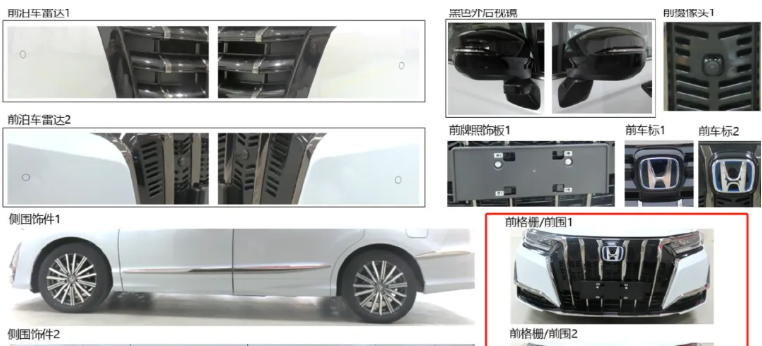 前泊车雷达1
黑色外后视镜
前摄像头1
前泊车雷达2
前牌照饰板1
前车标1
前车标2
侧围饰件1
前格栅/前围1
侧围饰件2
前格栅/前围2